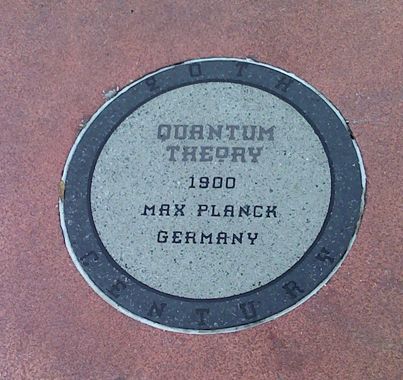 20TH
QUANTUM
THEORY
1900
MAX PLANCK
GERMANY
CENTURY